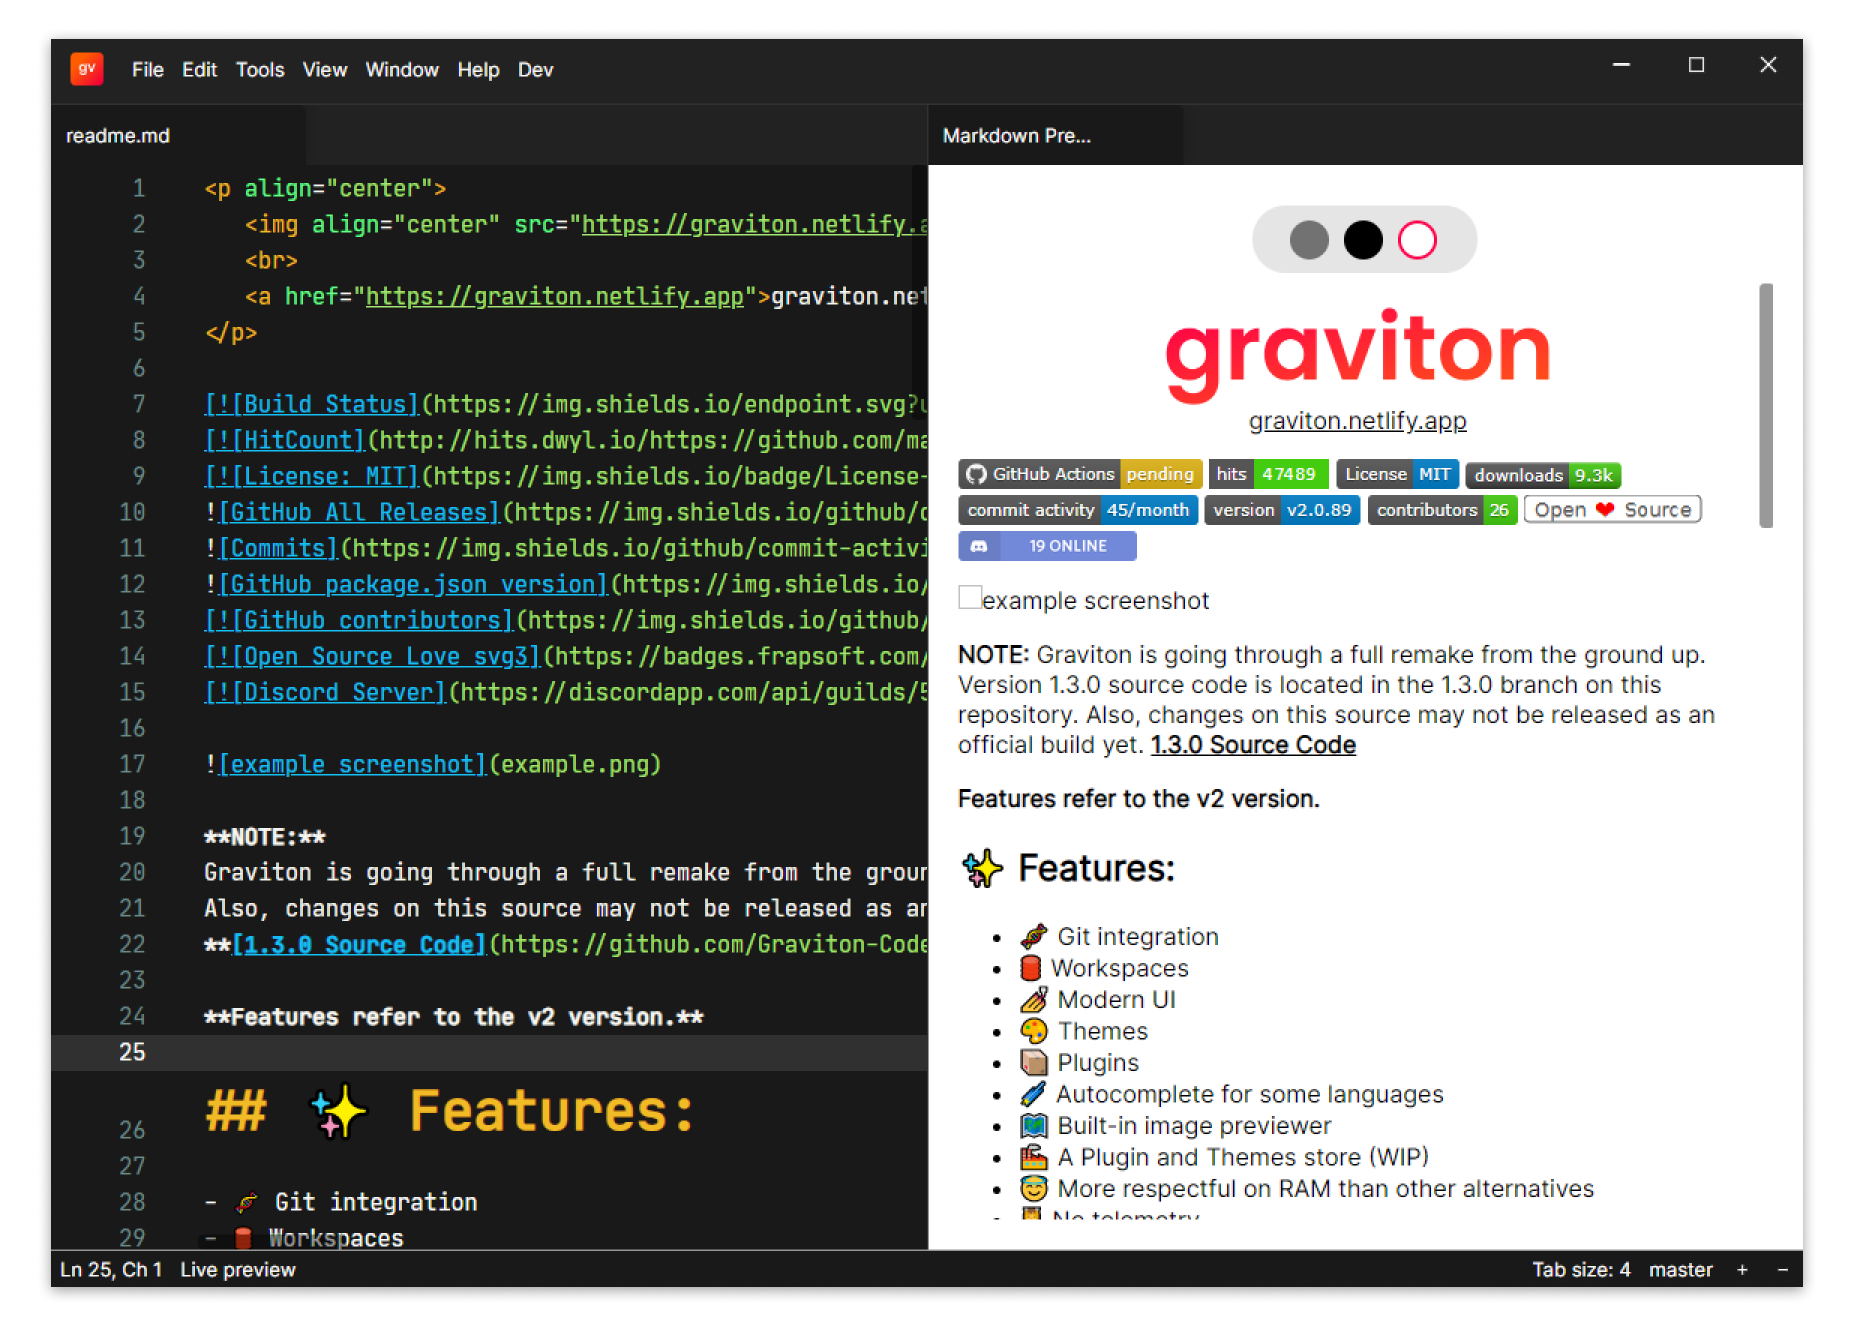 gv File Edit Tools View Window Help Dev
readme.md
Markdown Pre...
1 <p align="center">
2 <img align="center" src="https://graviton.netlify.a
3 <br>
4 <a href="https://graviton.netlify.app">graviton.net
5 </p>
6
7 [![Build Status](https://img.shields.io/endpoint.svg?u
8 [![HitCount](http://hits.dwyl.io/https://github.com/ma
9 [![License: MIT](https://img.shields.io/badge/License-
10 ![GitHub All Releases](https://img.shields.io/github/d
11 ![Commits](https://img.shields.io/github/commit-activi
12 ![GitHub package.json version](https://img.shields.io/
13 [![GitHub contributors](https://img.shields.io/github/
14 [![Open Source Love svg3](https://badges.frapsoft.com/
15 [![Discord Server](https://discordapp.com/api/guilds/5
16
17 ![example screenshot](example.png)
18
19 **NOTE:**
20 Graviton is going through a full remake from the groun
21 Also, changes on this source may not be released as an
22 **[1.3.0 Source Code](https://github.com/Graviton-Code
23
24 **Features refer to the v2 version.**
25
26 ## ✨ Features:
27
28 - 🧬 Git integration
29 - 🛢 Workspaces
graviton
graviton.netlify.app
GitHub Actions pending hits 47489 License MIT downloads 9.3k
commit activity 45/month version v2.0.89 contributors 26 Open ❤ Source
19 ONLINE
example screenshot
NOTE: Graviton is going through a full remake from the ground up.
Version 1.3.0 source code is located in the 1.3.0 branch on this
repository. Also, changes on this source may not be released as an
official build yet. 1.3.0 Source Code
Features refer to the v2 version.
✨ Features:
• 🧬 Git integration
• 🛢 Workspaces
• Modern UI
• 🎨 Themes
• 📦 Plugins
• Autocomplete for some languages
• 🗺 Built-in image previewer
• 🏭 A Plugin and Themes store (WIP)
• 😇 More respectful on RAM than other alternatives
• No telemetry
Ln 25, Ch 1 Live preview
Tab size: 4 master + −